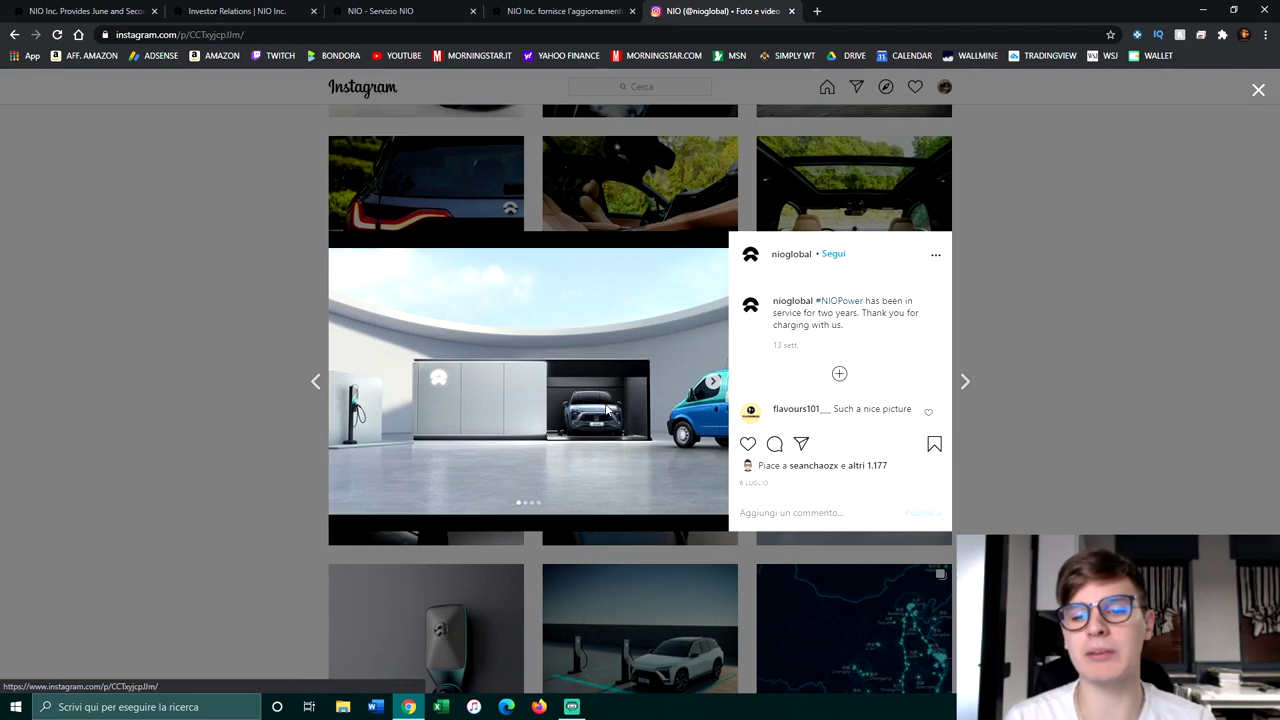 NIO Inc. Provides June and Seco
Investor Relations | NIO Inc.
NIO - Servizio NIO
NIO Inc. fornisce l'aggiornament
NIO (@nioglobal) • Foto e video
instagram.com/p/CCTxyjcpJJm/
App
AFF. AMAZON
ADSENSE
AMAZON
TWITCH
BONDORA
YOUTUBE
MORNINGSTAR.IT
YAHOO FINANCE
MORNINGSTAR.COM
MSN
SIMPLY WT
DRIVE
CALENDAR
WALLMINE
TRADINGVIEW
WSJ
WALLET
Instagram
Cerca
nioglobal • Segui
nioglobal #NIOPower has been in
service for two years. Thank you for
charging with us.
13 sett.
flavours101__ Such a nice picture
Piace a seanchaozx e altri 1.177
6 LUGLIO
Aggiungi un commento...
Pubblica
https://www.instagram.com/p/CCTxyjcpJJm/
Scrivi qui per eseguire la ricerca